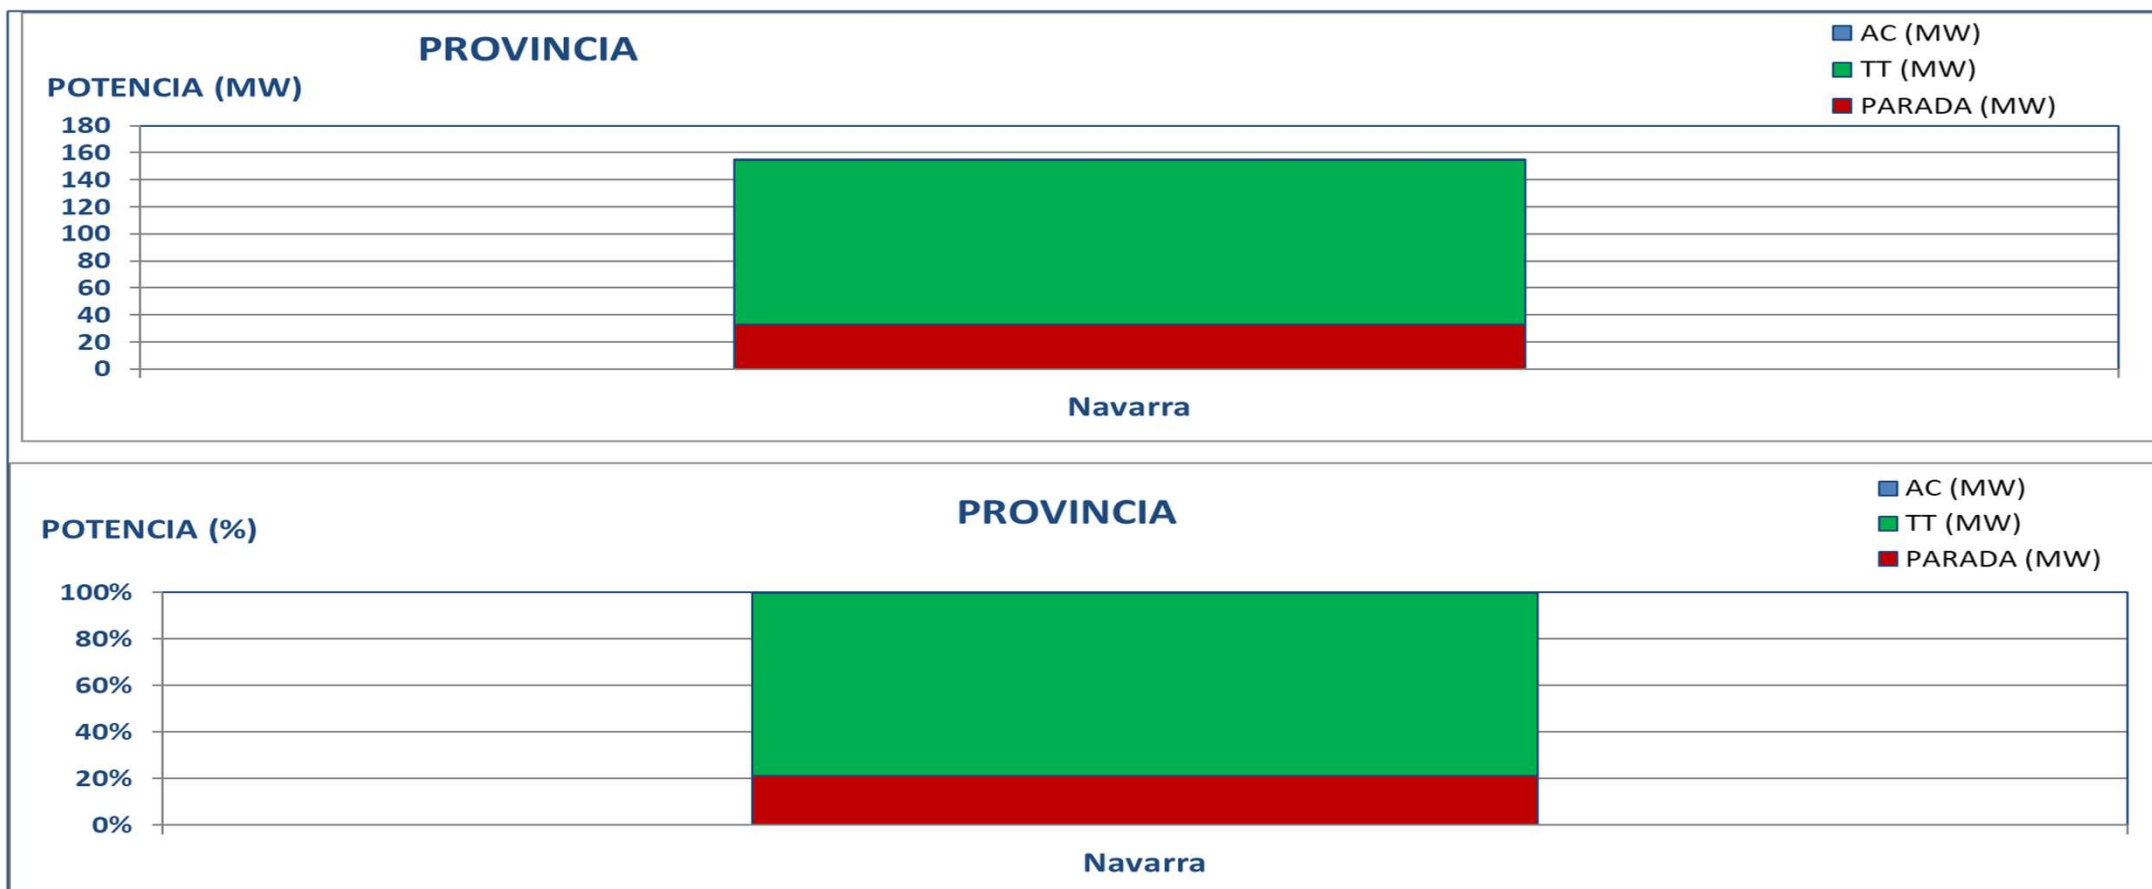 PROVINCIA
POTENCIA (MW)
AC (MW)
TT (MW)
PARADA (MW)
180
160
140
120
100
80
60
40
20
0
Navarra
PROVINCIA
POTENCIA (%)
AC (MW)
TT (MW)
PARADA (MW)
100%
80%
60%
40%
20%
0%
Navarra